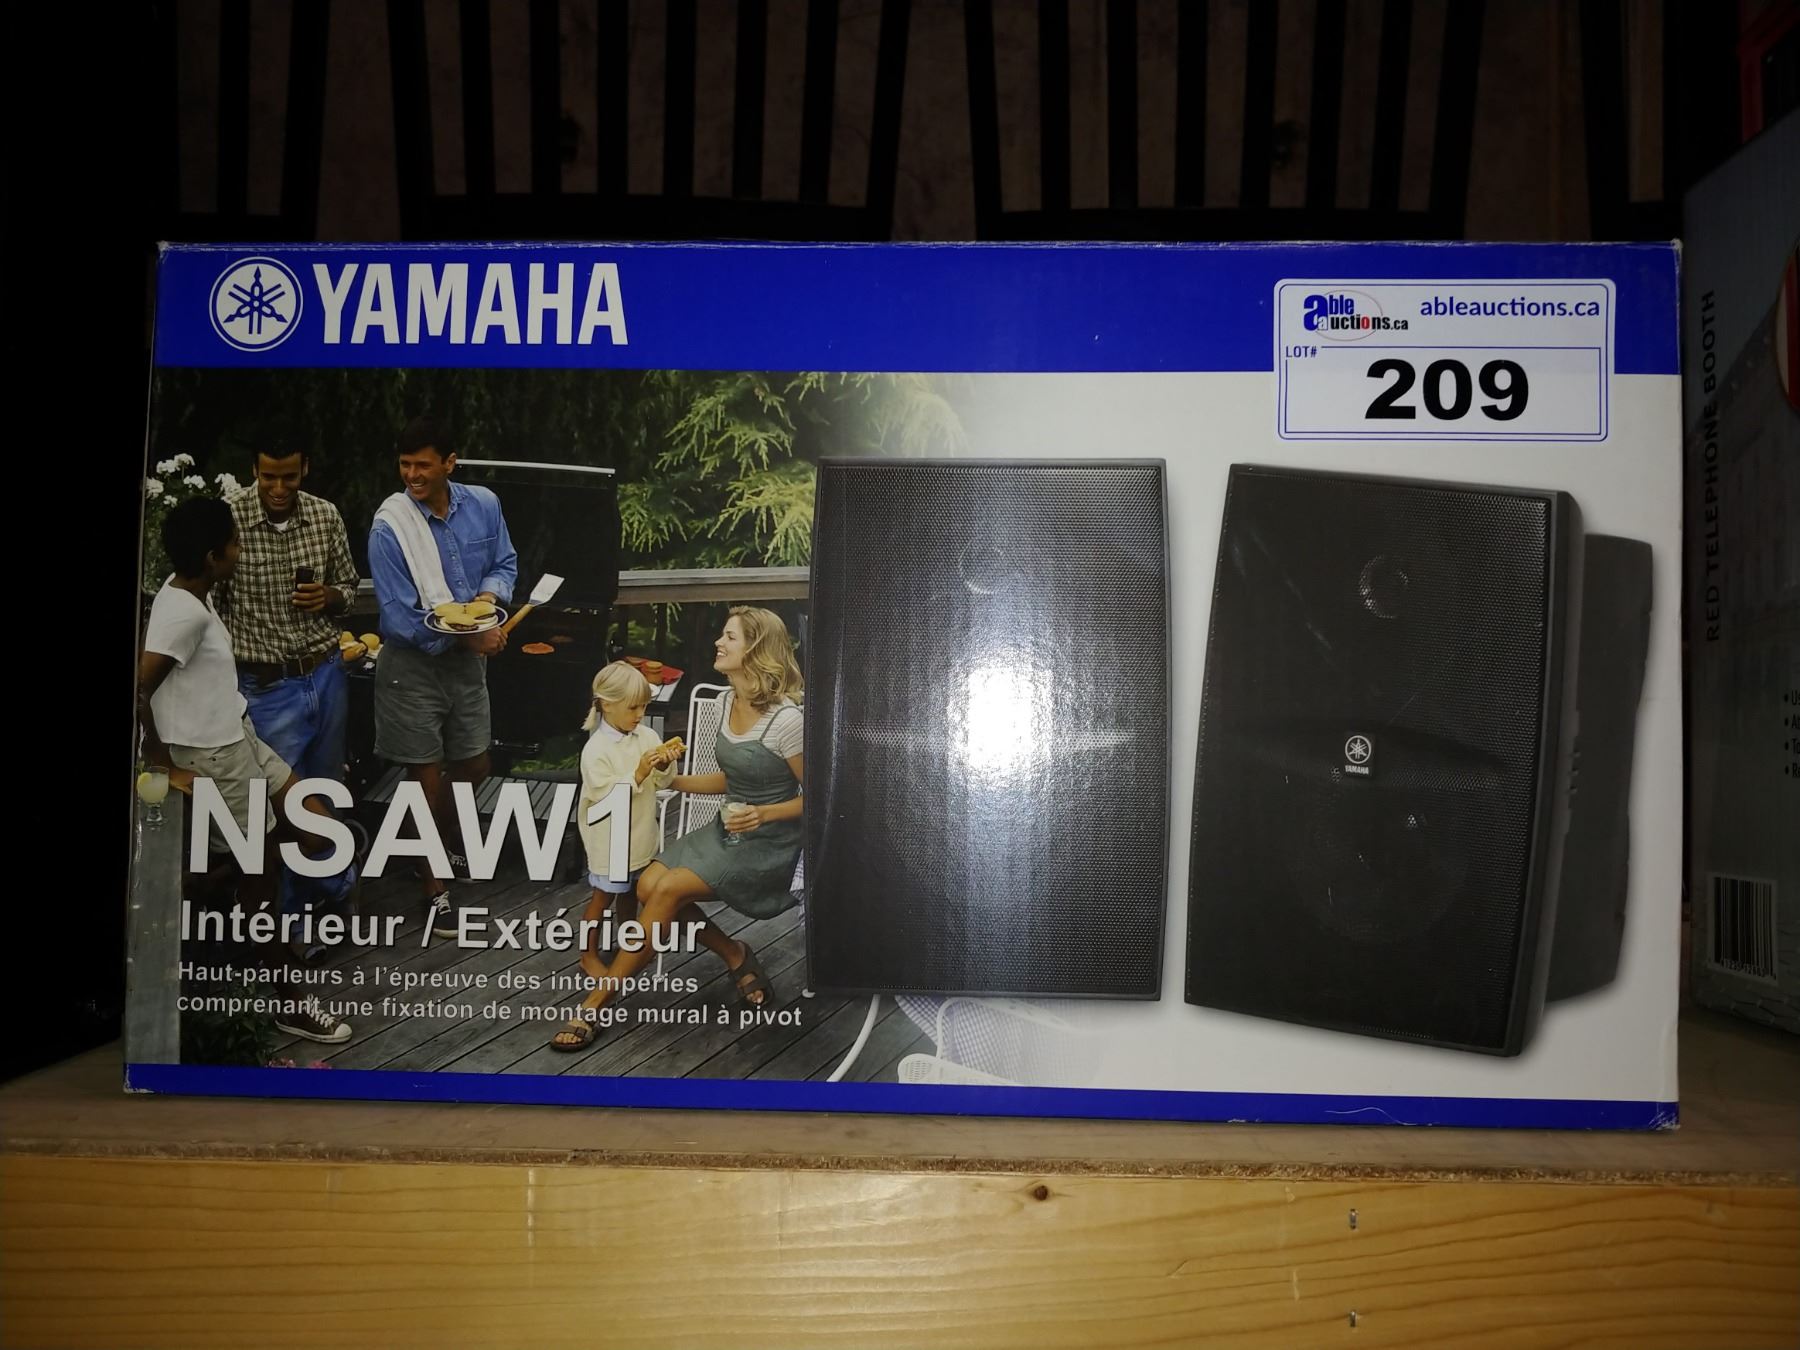 YAMAHA
able auctions.ca
ableauctions.ca
LOT#
209
NSAW1
Intérieur / Extérieur
Haut-parleurs à l'épreuve des intempéries
comprenant une fixation de montage mural à pivot
YAMAHA
RED TELEPHONE BOOTH